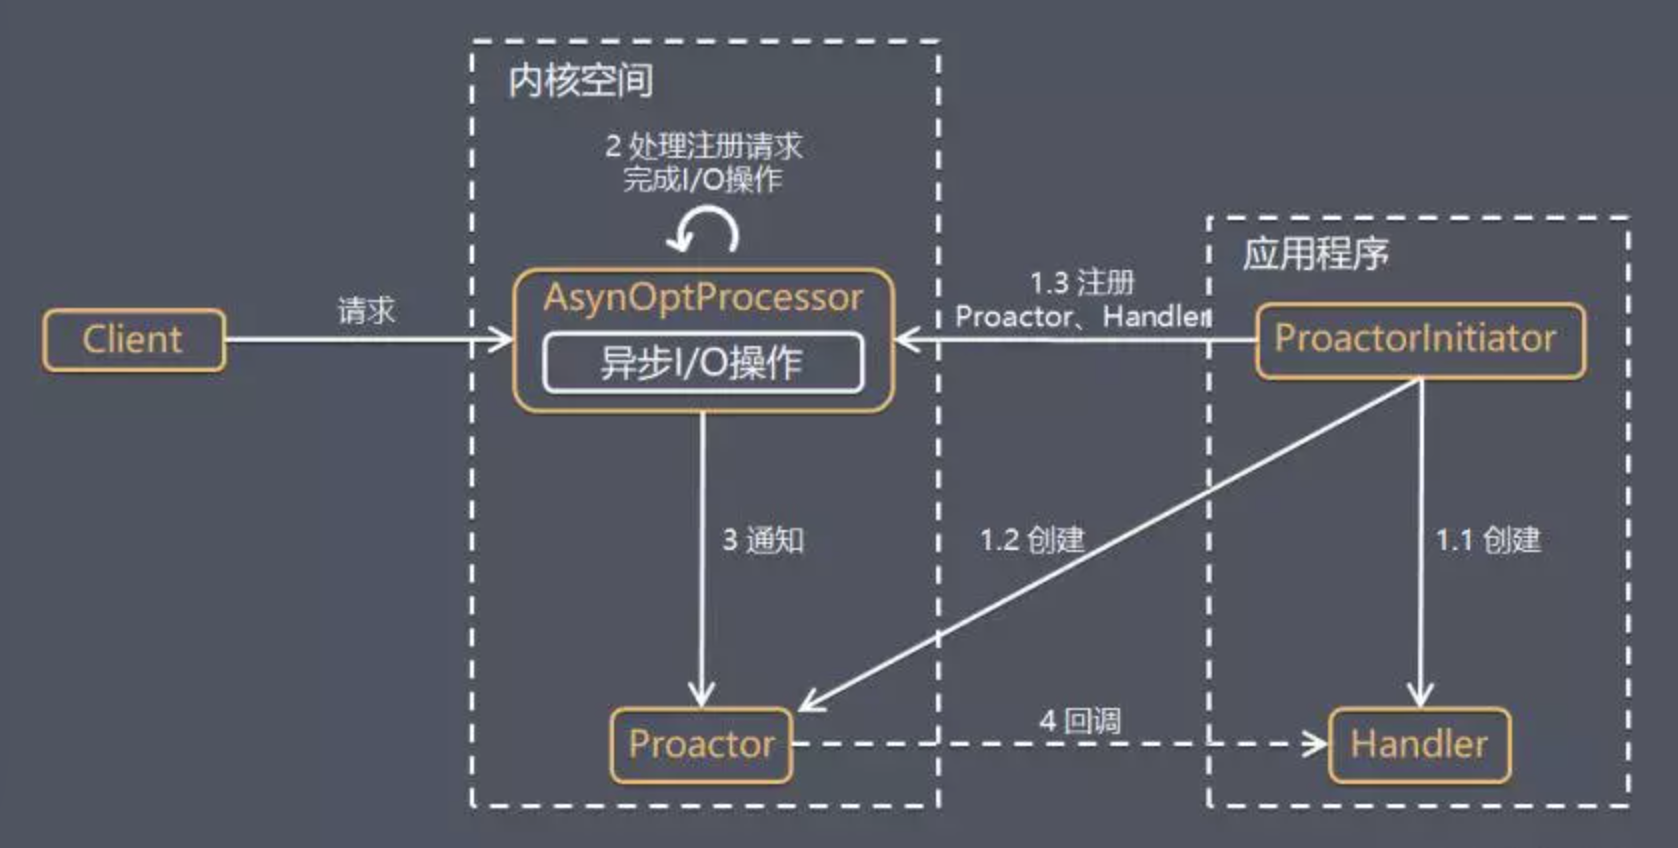 内核空间
2 处理注册请求
完成I/O操作
应用程序
请求
AsynOptProcessor
1.3 注册
Proactor、Handler
Client
异步I/O操作
ProactorInitiator
3 通知
1.2 创建
1.1 创建
4 回调
Proactor
Handler